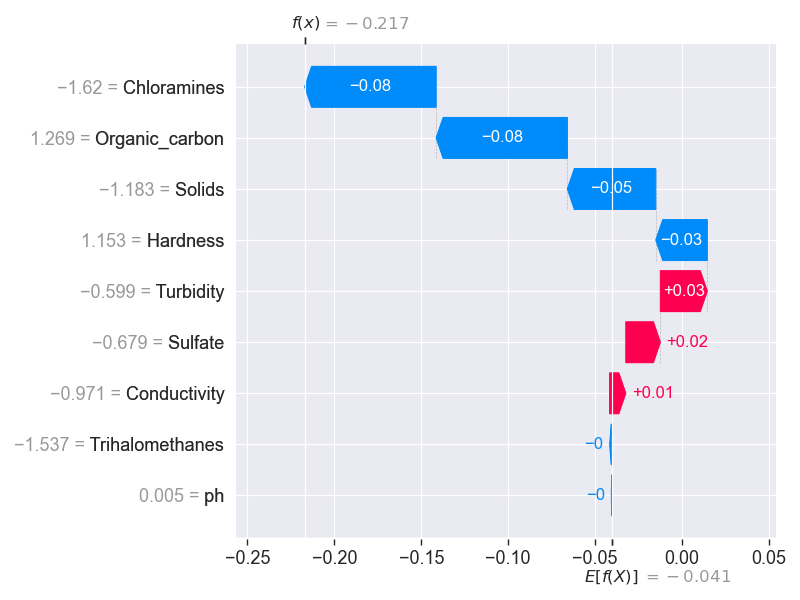 f(x) = −0.217
−1.62 = Chloramines −0.08
1.269 = Organic_carbon −0.08
−1.183 = Solids −0.05
1.153 = Hardness −0.03
−0.599 = Turbidity +0.03
−0.679 = Sulfate +0.02
−0.971 = Conductivity +0.01
−1.537 = Trihalomethanes −0
0.005 = ph −0
−0.25 −0.20 −0.15 −0.10 −0.05 0.00 0.05
E[f(X)] = −0.041